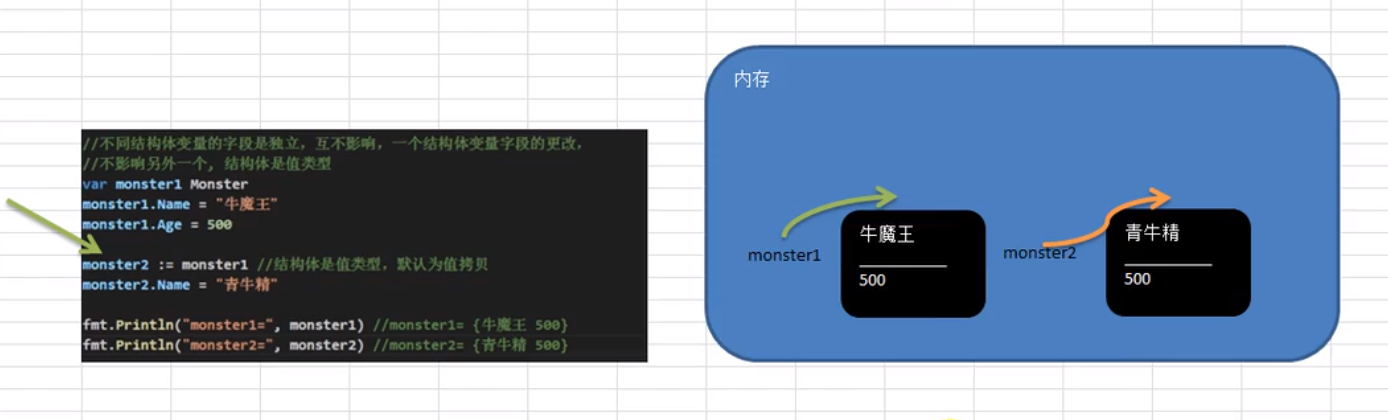 //不同结构体变量的字段是独立，互不影响，一个结构体变量字段的更改，
//不影响另外一个, 结构体是值类型
var monster1 Monster
monster1.Name = "牛魔王"
monster1.Age = 500
monster2 := monster1 //结构体是值类型，默认为值拷贝
monster2.Name = "青牛精"
fmt.Println("monster1=", monster1) //monster1= {牛魔王 500}
fmt.Println("monster2=", monster2) //monster2= {青牛精 500}
内存
monster1
牛魔王
500
monster2
青牛精
500